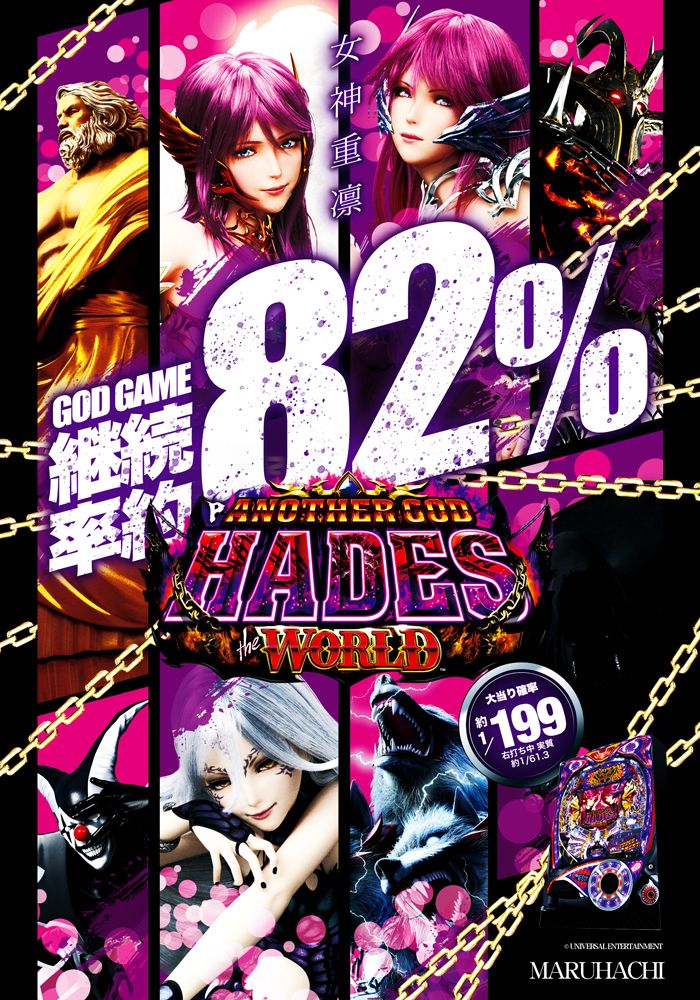 女神重凛
82%
GOD GAME
継続
率約
P ANOTHER GOD
HADES
the WORLD™
大当り確率
約1/199
右打ち中 実質
約1/61.3
© UNIVERSAL ENTERTAINMENT
MARUHACHI